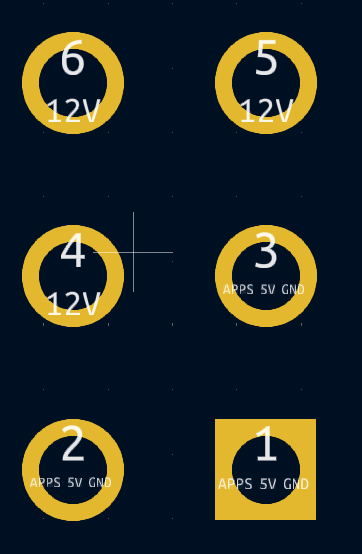 6
12V
5
12V
4
12V
3
APPS 5V GND
2
APPS 5V GND
1
APPS 5V GND